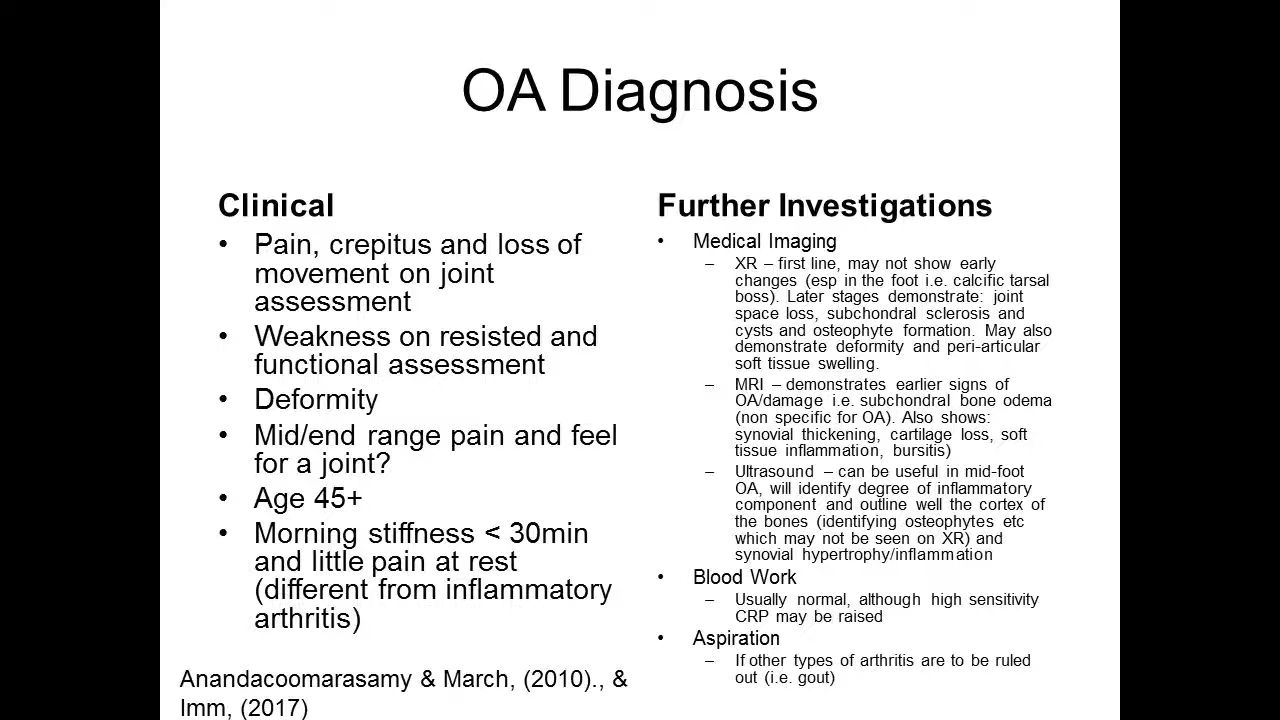 OA Diagnosis
Clinical
• Pain, crepitus and loss of
movement on joint
assessment
• Weakness on resisted and
functional assessment
• Deformity
• Mid/end range pain and feel
for a joint?
• Age 45+
• Morning stiffness < 30min
and little pain at rest
(different from inflammatory
arthritis)
Anandacoomarasamy & March, (2010)., &
Imm, (2017)
Further Investigations
• Medical Imaging
– XR – first line, may not show early
changes (esp in the foot i.e. calcific tarsal
boss). Later stages demonstrate: joint
space loss, subchondral sclerosis and
cysts and osteophyte formation. May also
demonstrate deformity and peri-articular
soft tissue swelling.
– MRI – demonstrates earlier signs of
OA/damage i.e. subchondral bone odema
(non specific for OA). Also shows:
synovial thickening, cartilage loss, soft
tissue inflammation, bursitis)
– Ultrasound – can be useful in mid-foot
OA, will identify degree of inflammatory
component and outline well the cortex of
the bones (identifying osteophytes etc
which may not be seen on XR) and
synovial hypertrophy/inflammation
• Blood Work
– Usually normal, although high sensitivity
CRP may be raised
• Aspiration
– If other types of arthritis are to be ruled
out (i.e. gout)